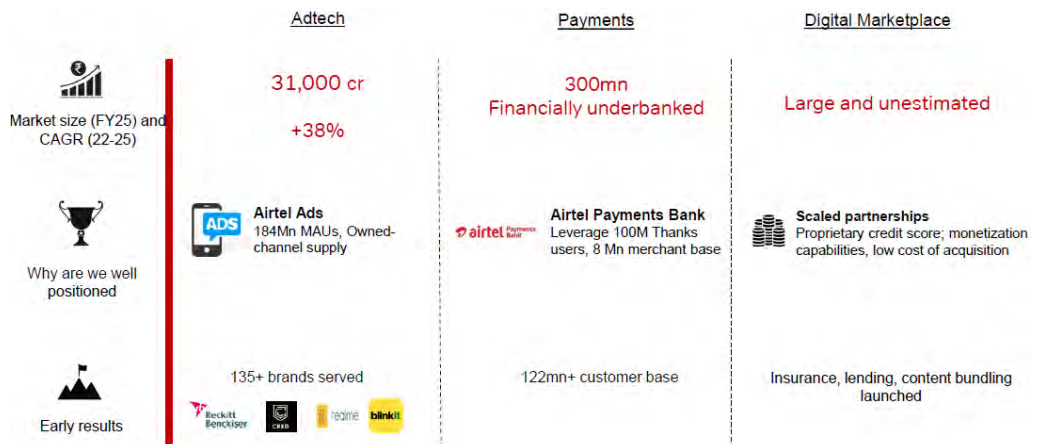 Adtech
Payments
Digital Marketplace
₹
Market size (FY25) and
CAGR (22-25)
31,000 cr
+38%
300mn
Financially underbanked
Large and unestimated
Why are we well
positioned
ADS
Airtel Ads
184Mn MAUs, Owned-
channel supply
airtel Payments
Bank
Airtel Payments Bank
Leverage 100M Thanks
users, 8 Mn merchant base
Scaled partnerships
Proprietary credit score; monetization
capabilities, low cost of acquisition
Early results
135+ brands served
Reckitt
Benckiser
CRED
realme
blinkit
122mn+ customer base
Insurance, lending, content bundling
launched